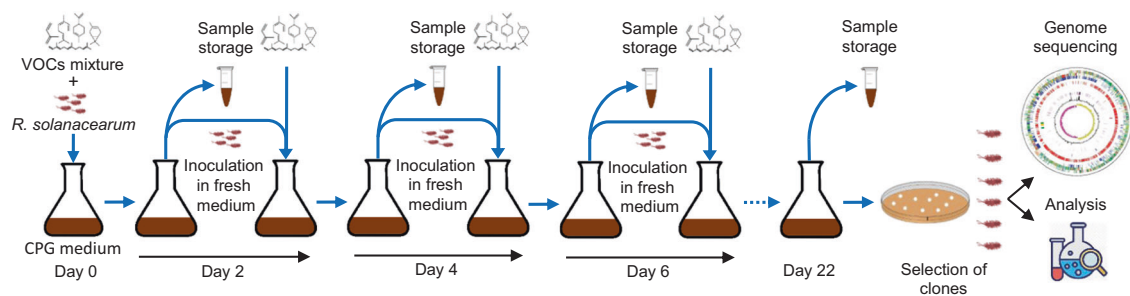 VOCs mixture
+
R. solanacearum
CPG medium
Day 0
Sample
storage
Inoculation
in fresh
medium
Day 2
Sample
storage
Inoculation
in fresh
medium
Day 4
Sample
storage
Inoculation
in fresh
medium
Day 6
Sample
storage
Day 22
Selection of
clones
Genome
sequencing
Analysis